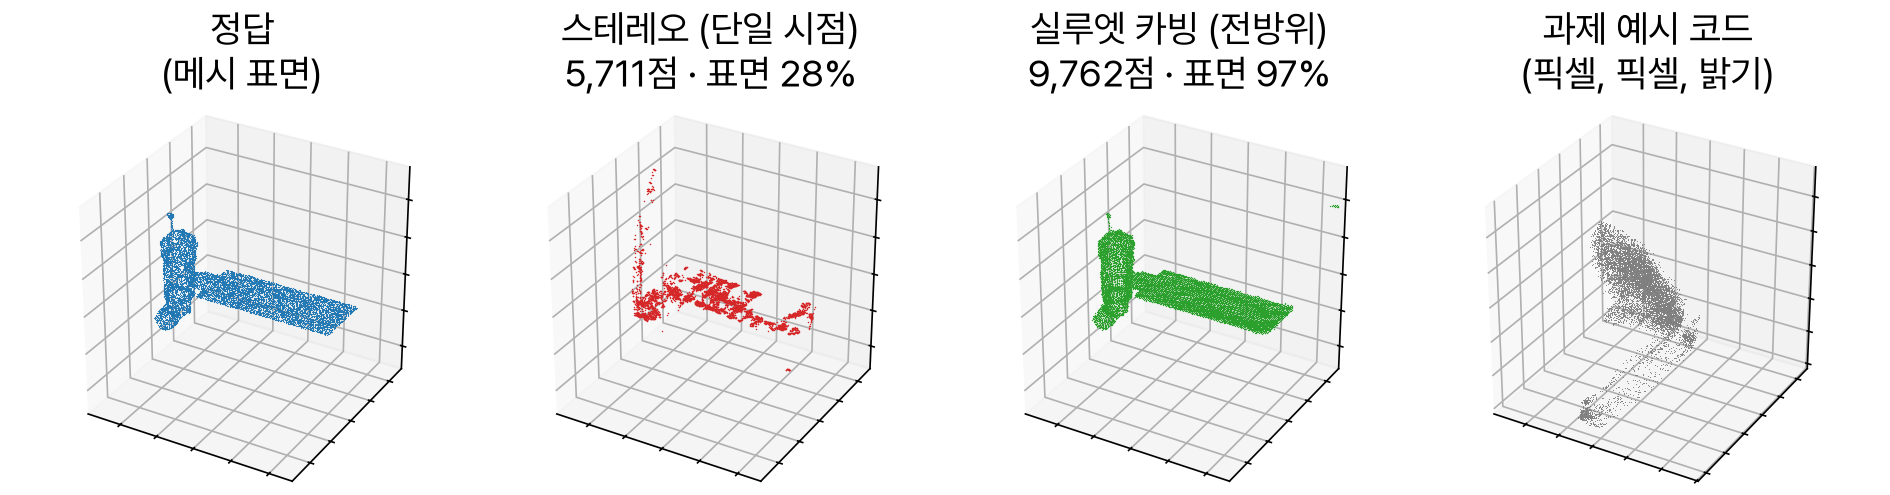 정답
(메시 표면)
스테레오 (단일 시점)
5,711점 · 표면 28%
실루엣 카빙 (전방위)
9,762점 · 표면 97%
과제 예시 코드
(픽셀, 픽셀, 밝기)